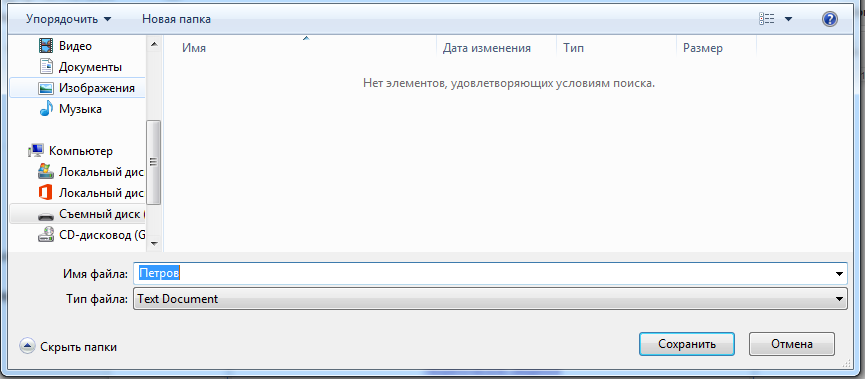 Упорядочить Новая папка
Имя Дата изменения Тип Размер
Нет элементов, удовлетворяющих условиям поиска.
Видео
Документы
Изображения
Музыка
Компьютер
Локальный дис
Локальный дис
Съемный диск (
CD-дисковод (G
Имя файла: Петров
Тип файла: Text Document
Скрыть папки Сохранить Отмена